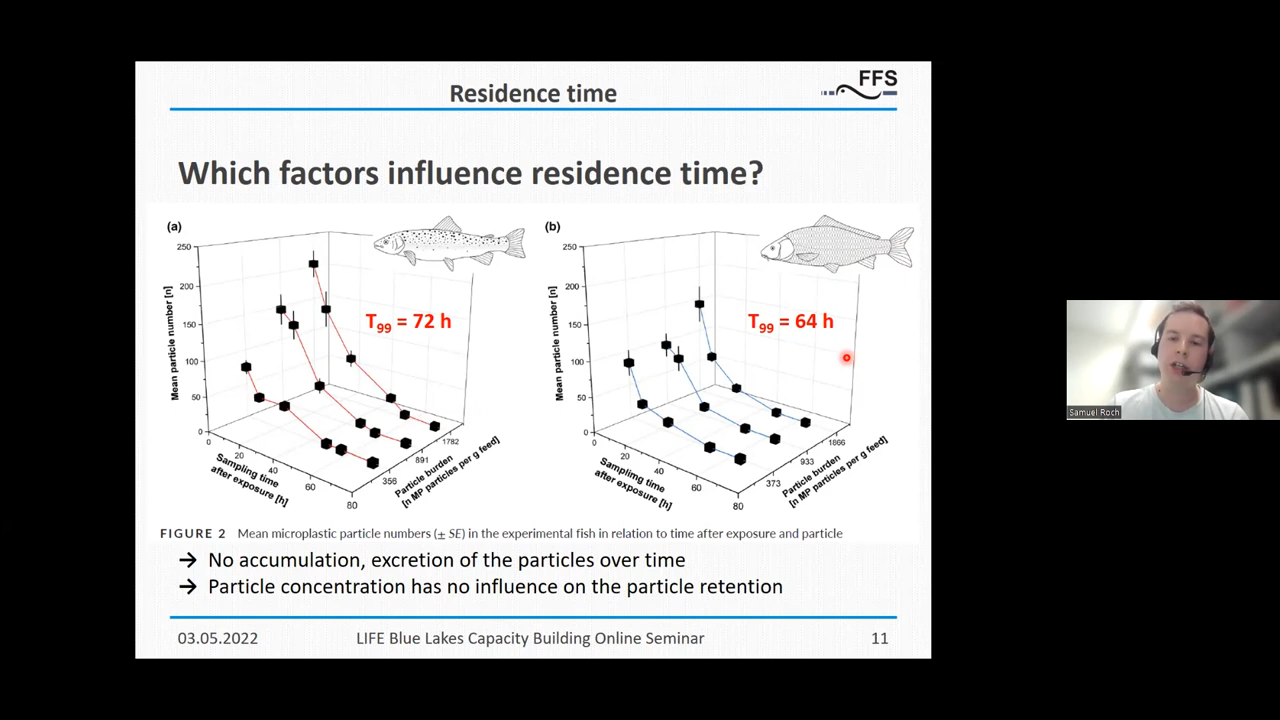 Residence time
FFS
Which factors influence residence time?
(a)
250
200
150
100
50
0
Mean particle number [n]
T99 = 72 h
0
20
40
60
80
Sampling time
after exposure [h]
356
891
1782
Particle burden
[n MP particles per g feed]
(b)
250
200
150
100
50
0
Mean particle number [n]
T99 = 64 h
0
20
40
60
80
Sampling time
after exposure [h]
373
933
1866
Particle burden
[n MP particles per g feed]
FIGURE 2 Mean microplastic particle numbers (± SE) in the experimental fish in relation to time after exposure and particle
→ No accumulation, excretion of the particles over time
→ Particle concentration has no influence on the particle retention
03.05.2022
LIFE Blue Lakes Capacity Building Online Seminar
11
Samuel Roch